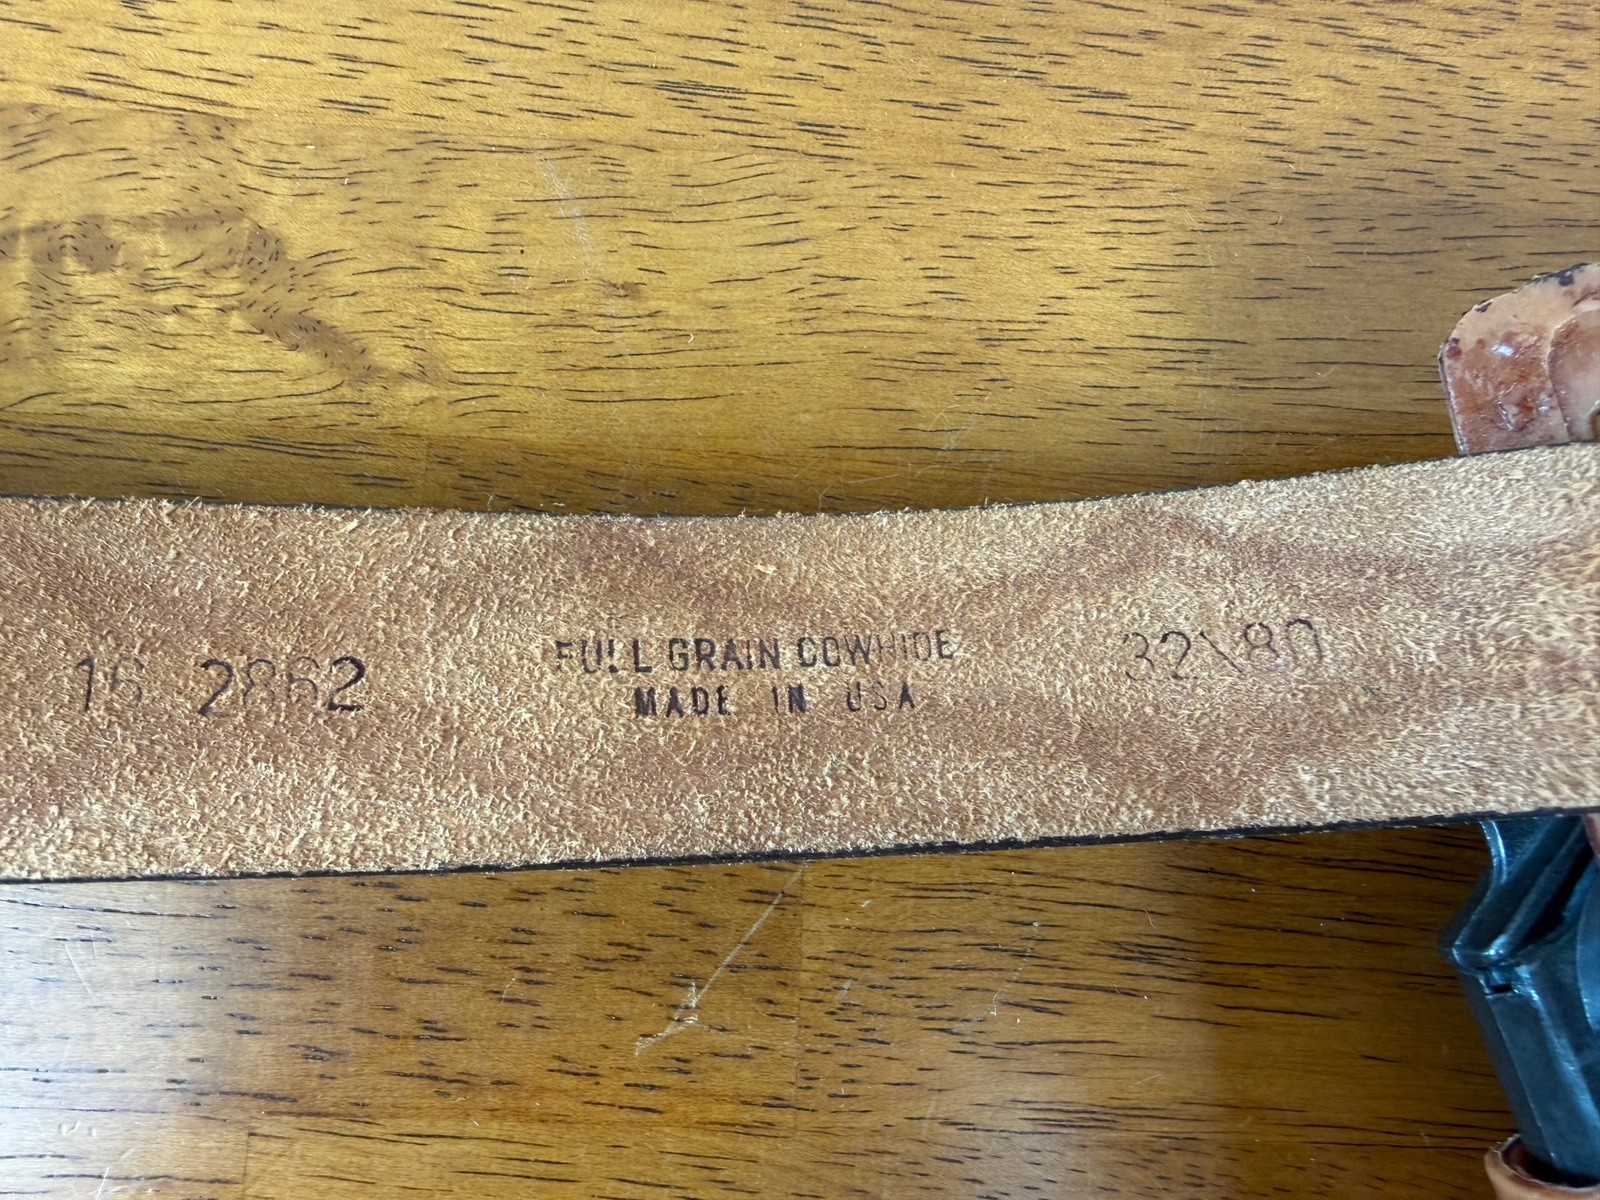 16 2862 FULL GRAIN COWHIDE 32\80
MADE IN USA